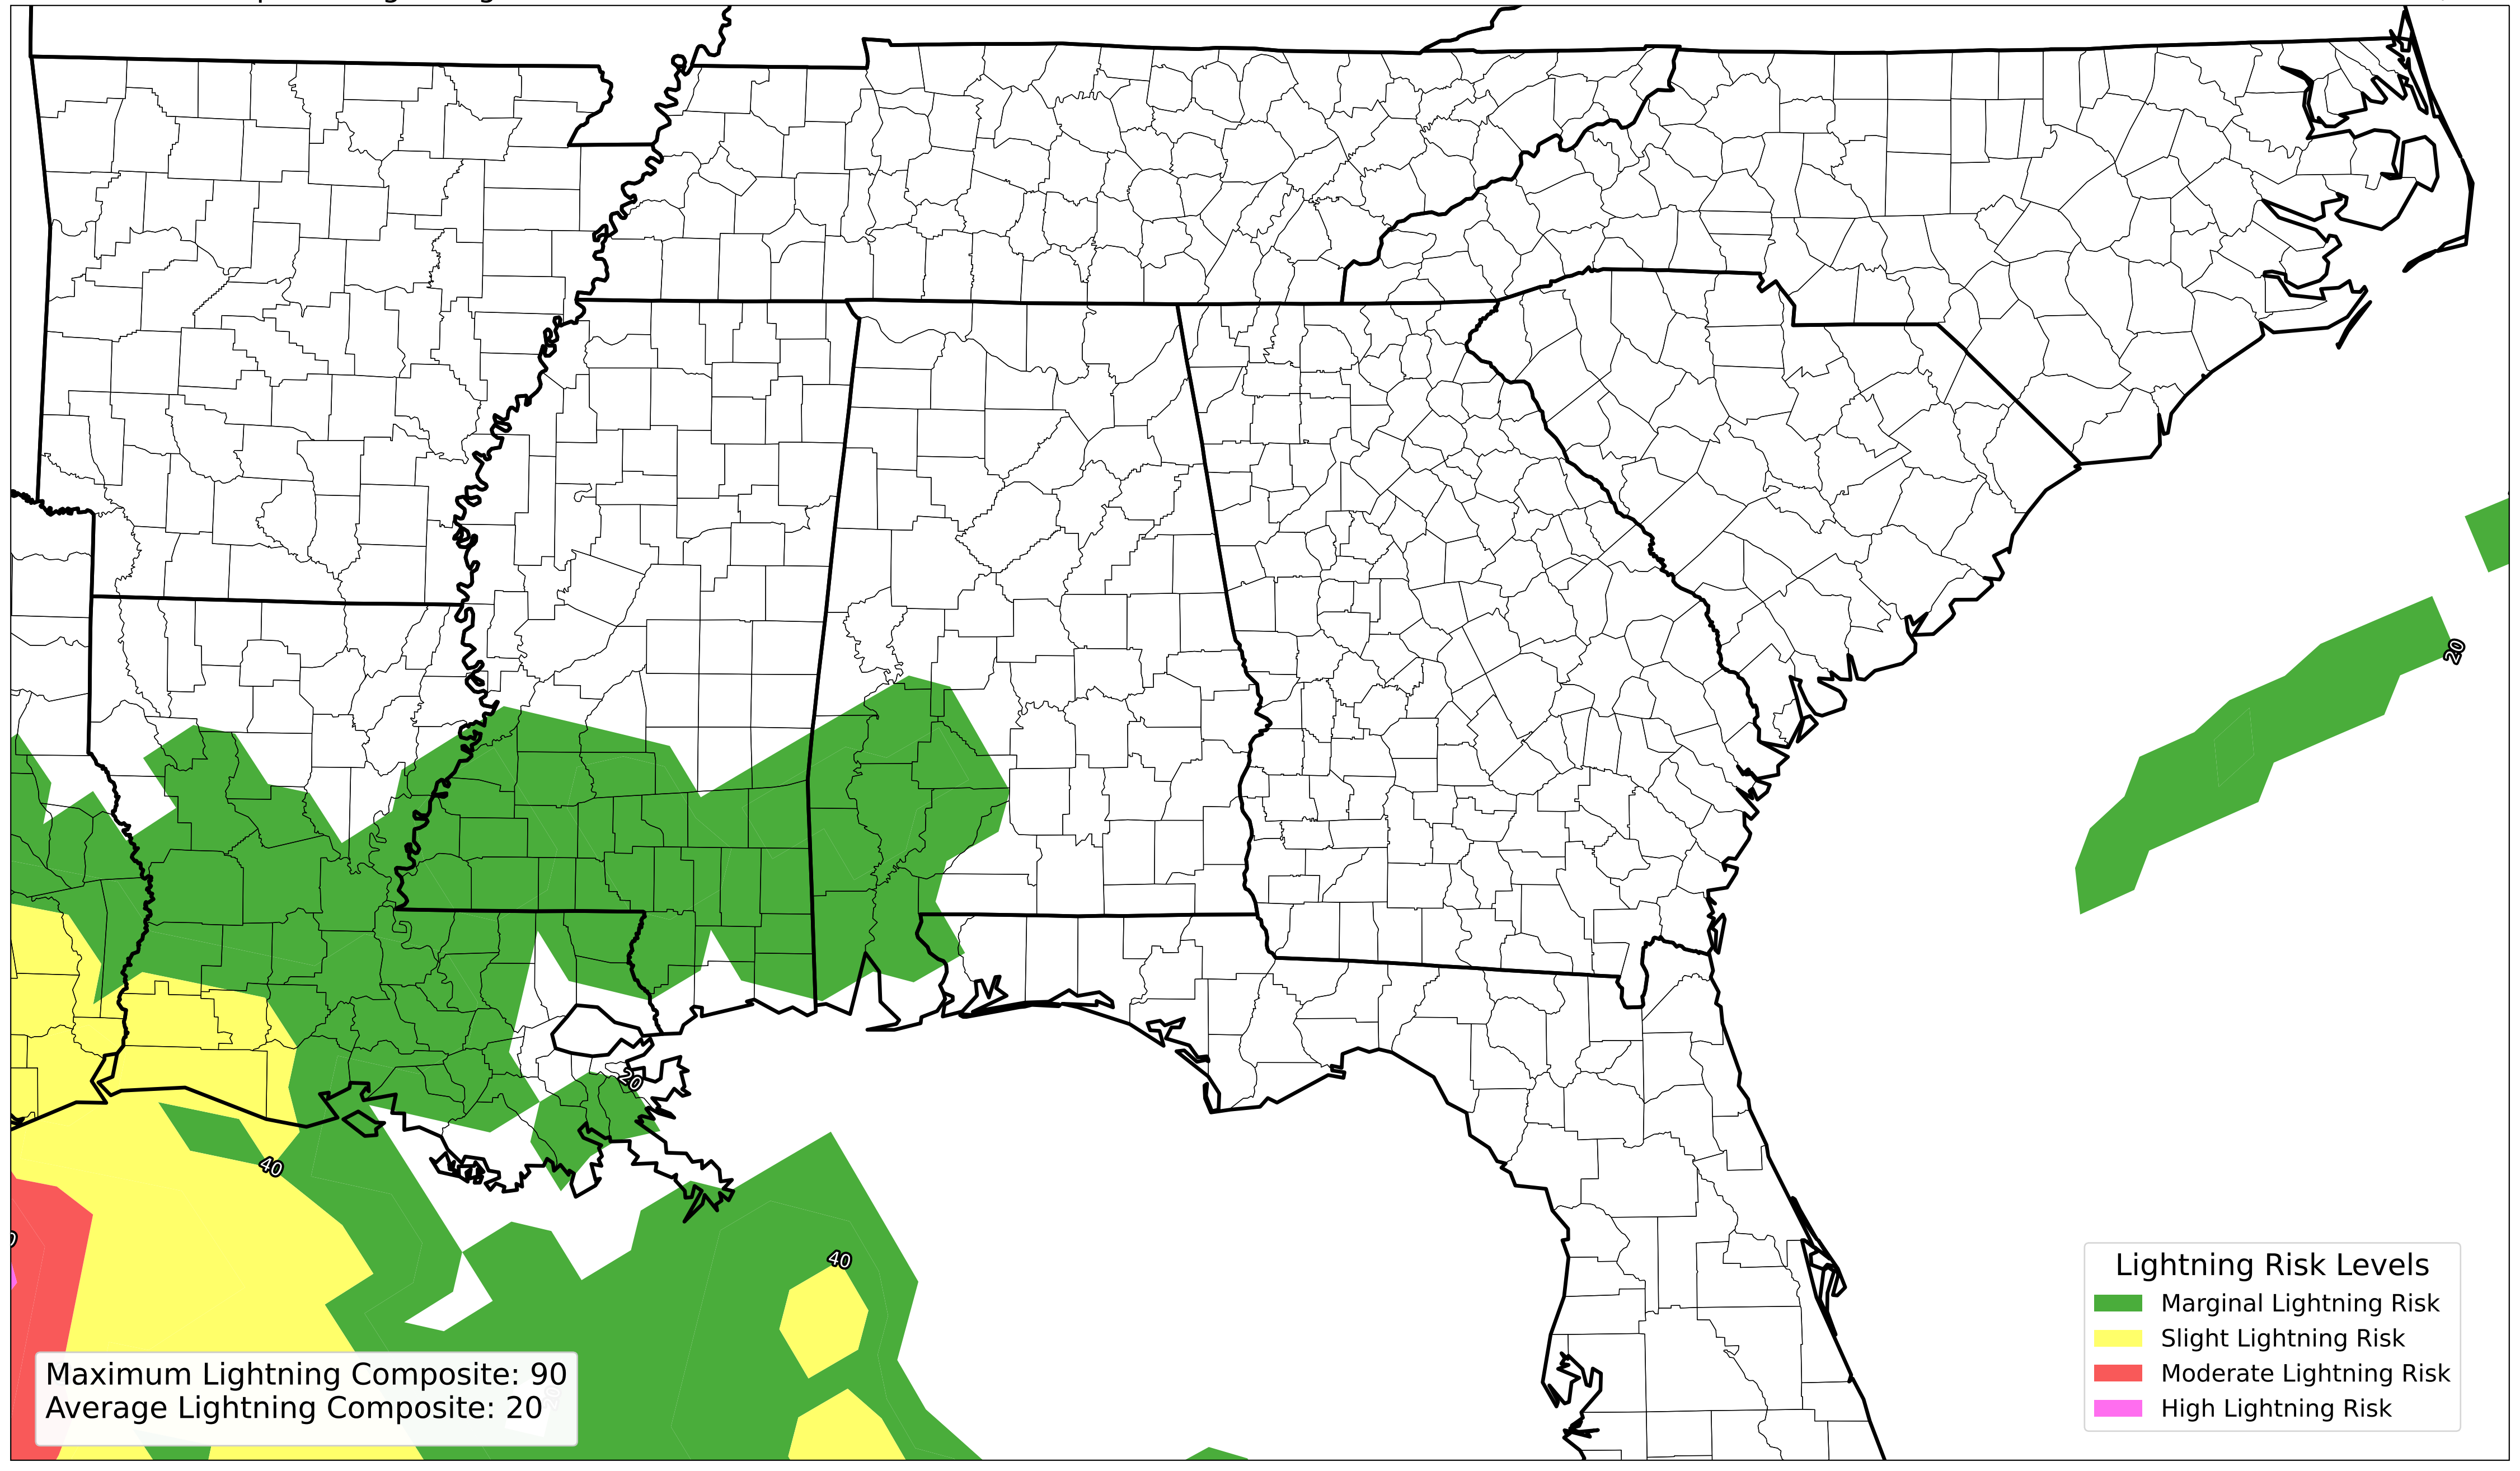 20
20
40
40
Lightning Risk Levels
Marginal Lightning Risk
Slight Lightning Risk
Moderate Lightning Risk
High Lightning Risk
Maximum Lightning Composite: 90
Average Lightning Composite: 20